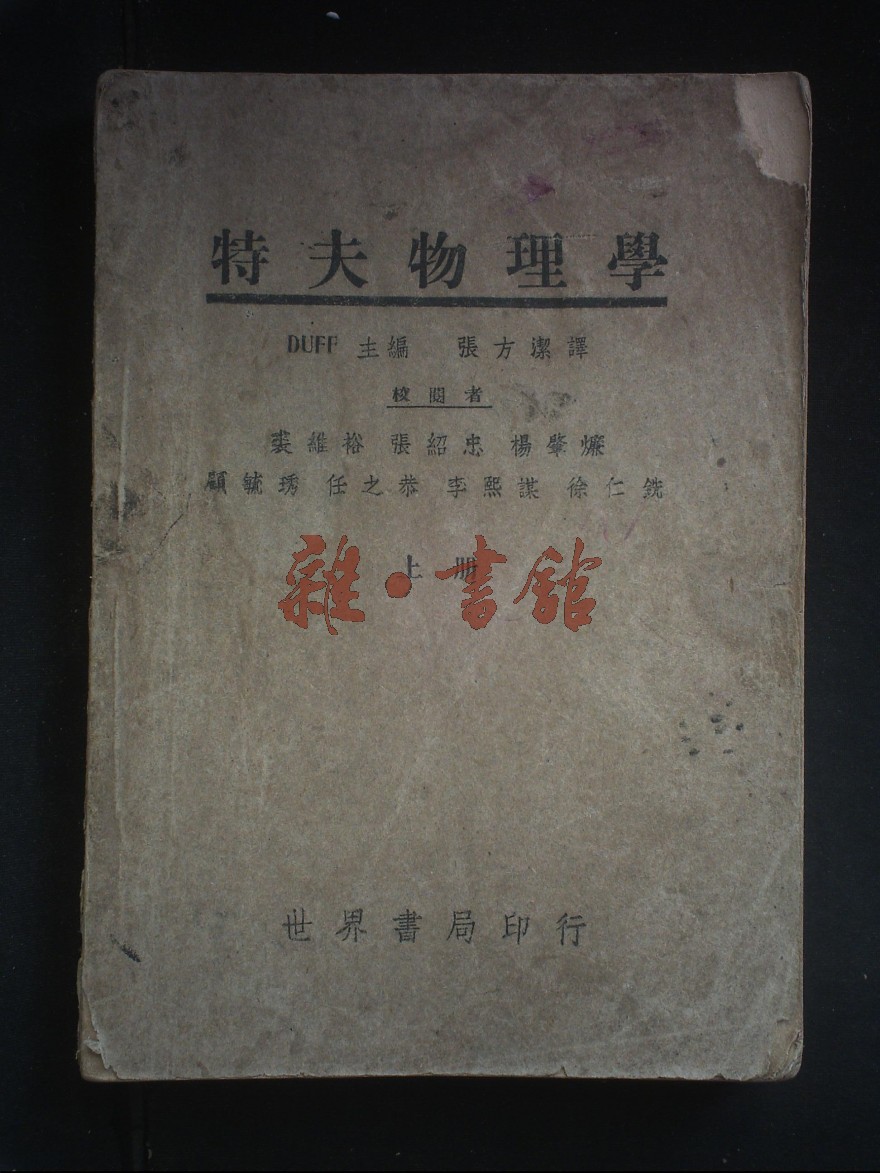 特夫物理學
DUFF 主編 張方潔譯
校閱者
裘維裕 張紹忠 楊肇燫
顧毓琇 任之恭 李熙謀 徐仁銑
上册
雜·書館
世界書局印行